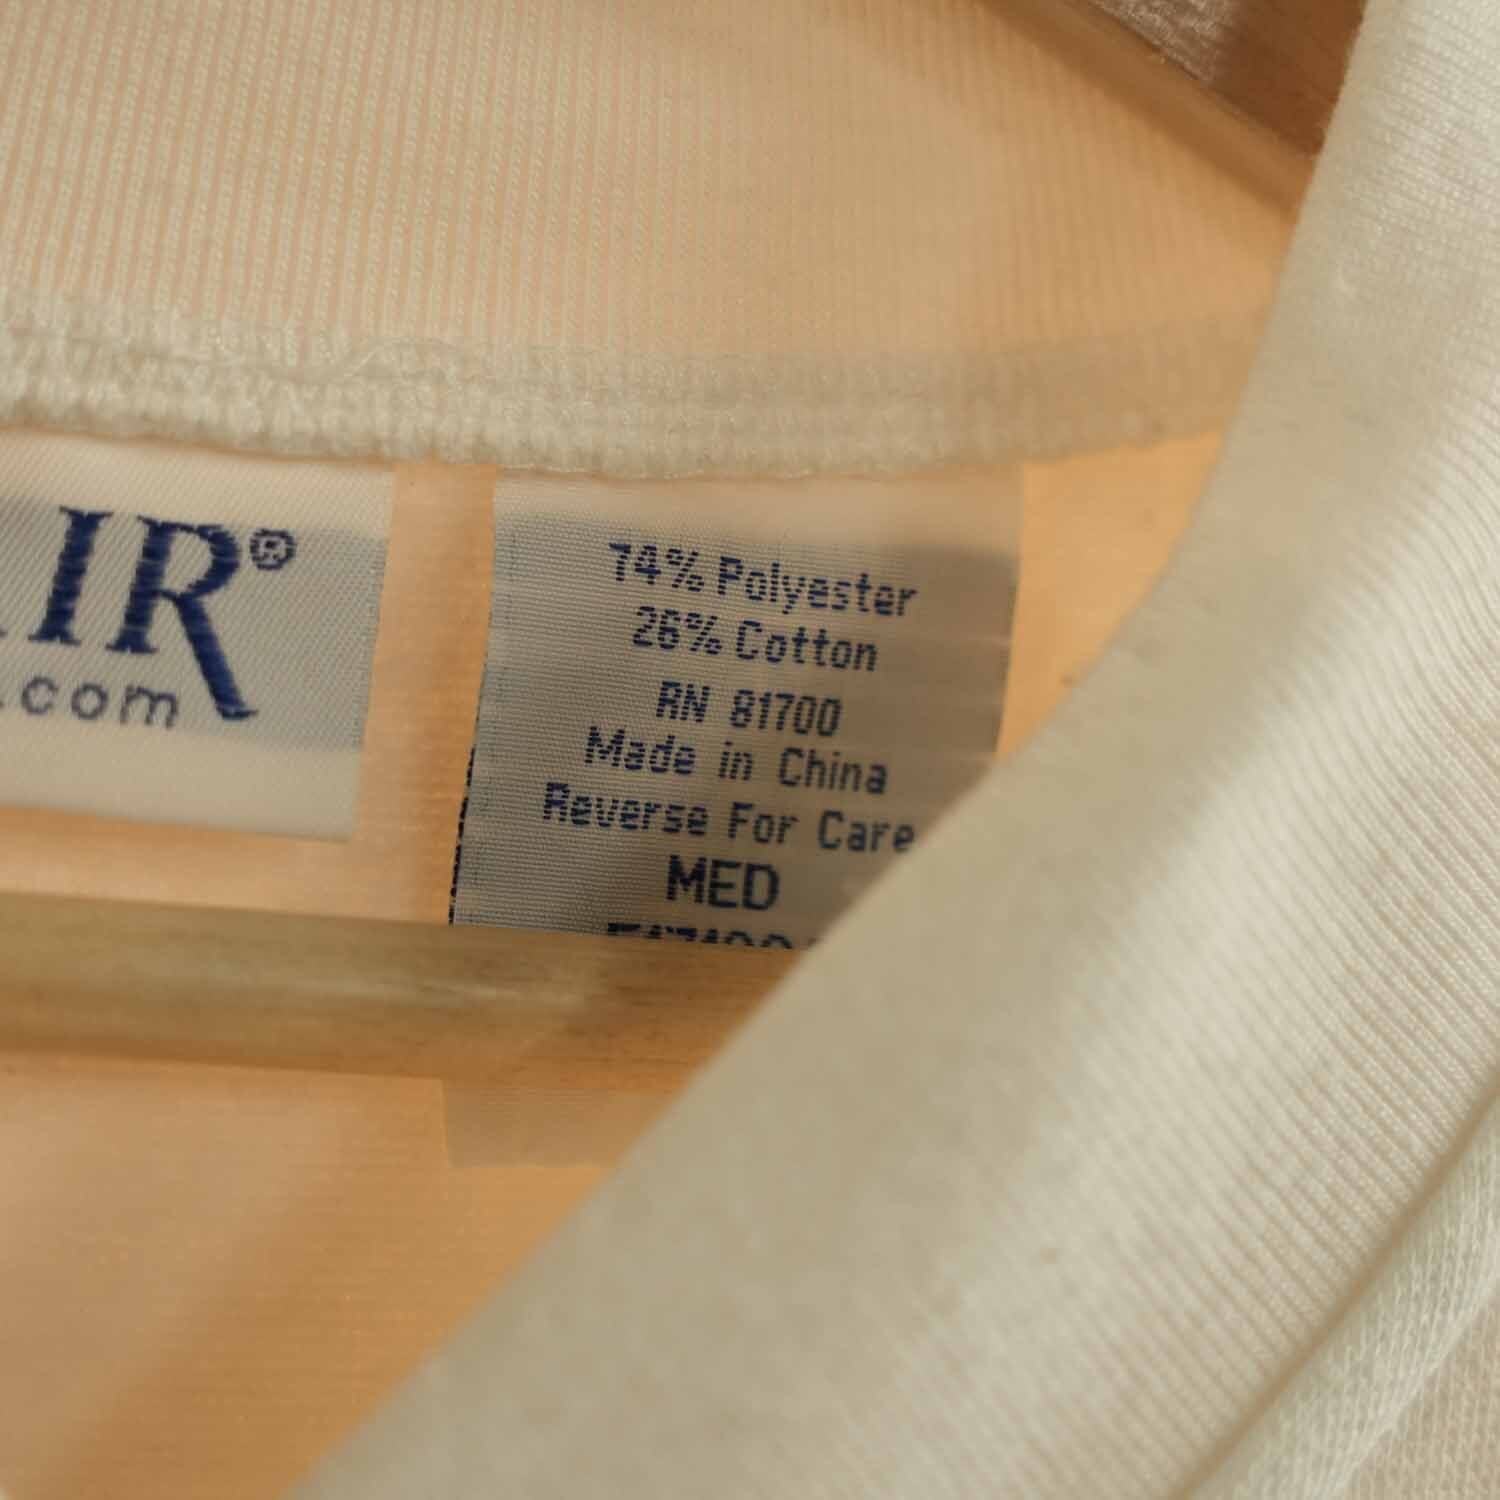 IR®
.com
74% Polyester
26% Cotton
RN 81700
Made in China
Reverse For Care
MED